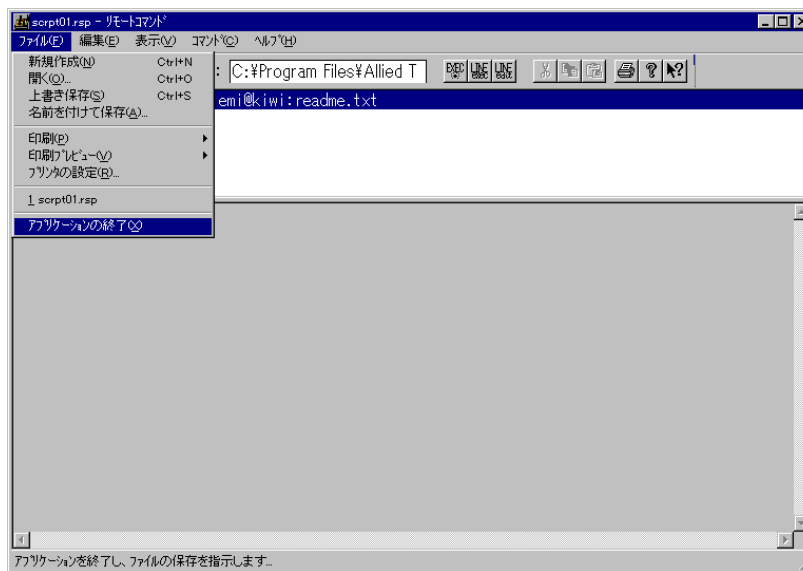 scrpt01.rsp - ﾘﾓｰﾄｺﾏﾝﾄﾞ
ﾌｧｲﾙ(F) 編集(E) 表示(V) ｺﾏﾝﾄﾞ(C) ﾍﾙﾌﾟ(H)
新規作成(N) Ctrl+N
開く(O)... Ctrl+O
上書き保存(S) Ctrl+S
名前を付けて保存(A)...
印刷(P)
印刷ﾌﾟﾚﾋﾞｭｰ(V)
ﾌﾟﾘﾝﾀの設定(R)...
1 scrpt01.rsp
ｱﾌﾟﾘｹｰｼｮﾝの終了(X)
: C:¥Program Files¥Allied T
EXEC LINE EXEC LINE
emi@kiwi:readme.txt
ｱﾌﾟﾘｹｰｼｮﾝを終了し、ﾌｧｲﾙの保存を指示します...